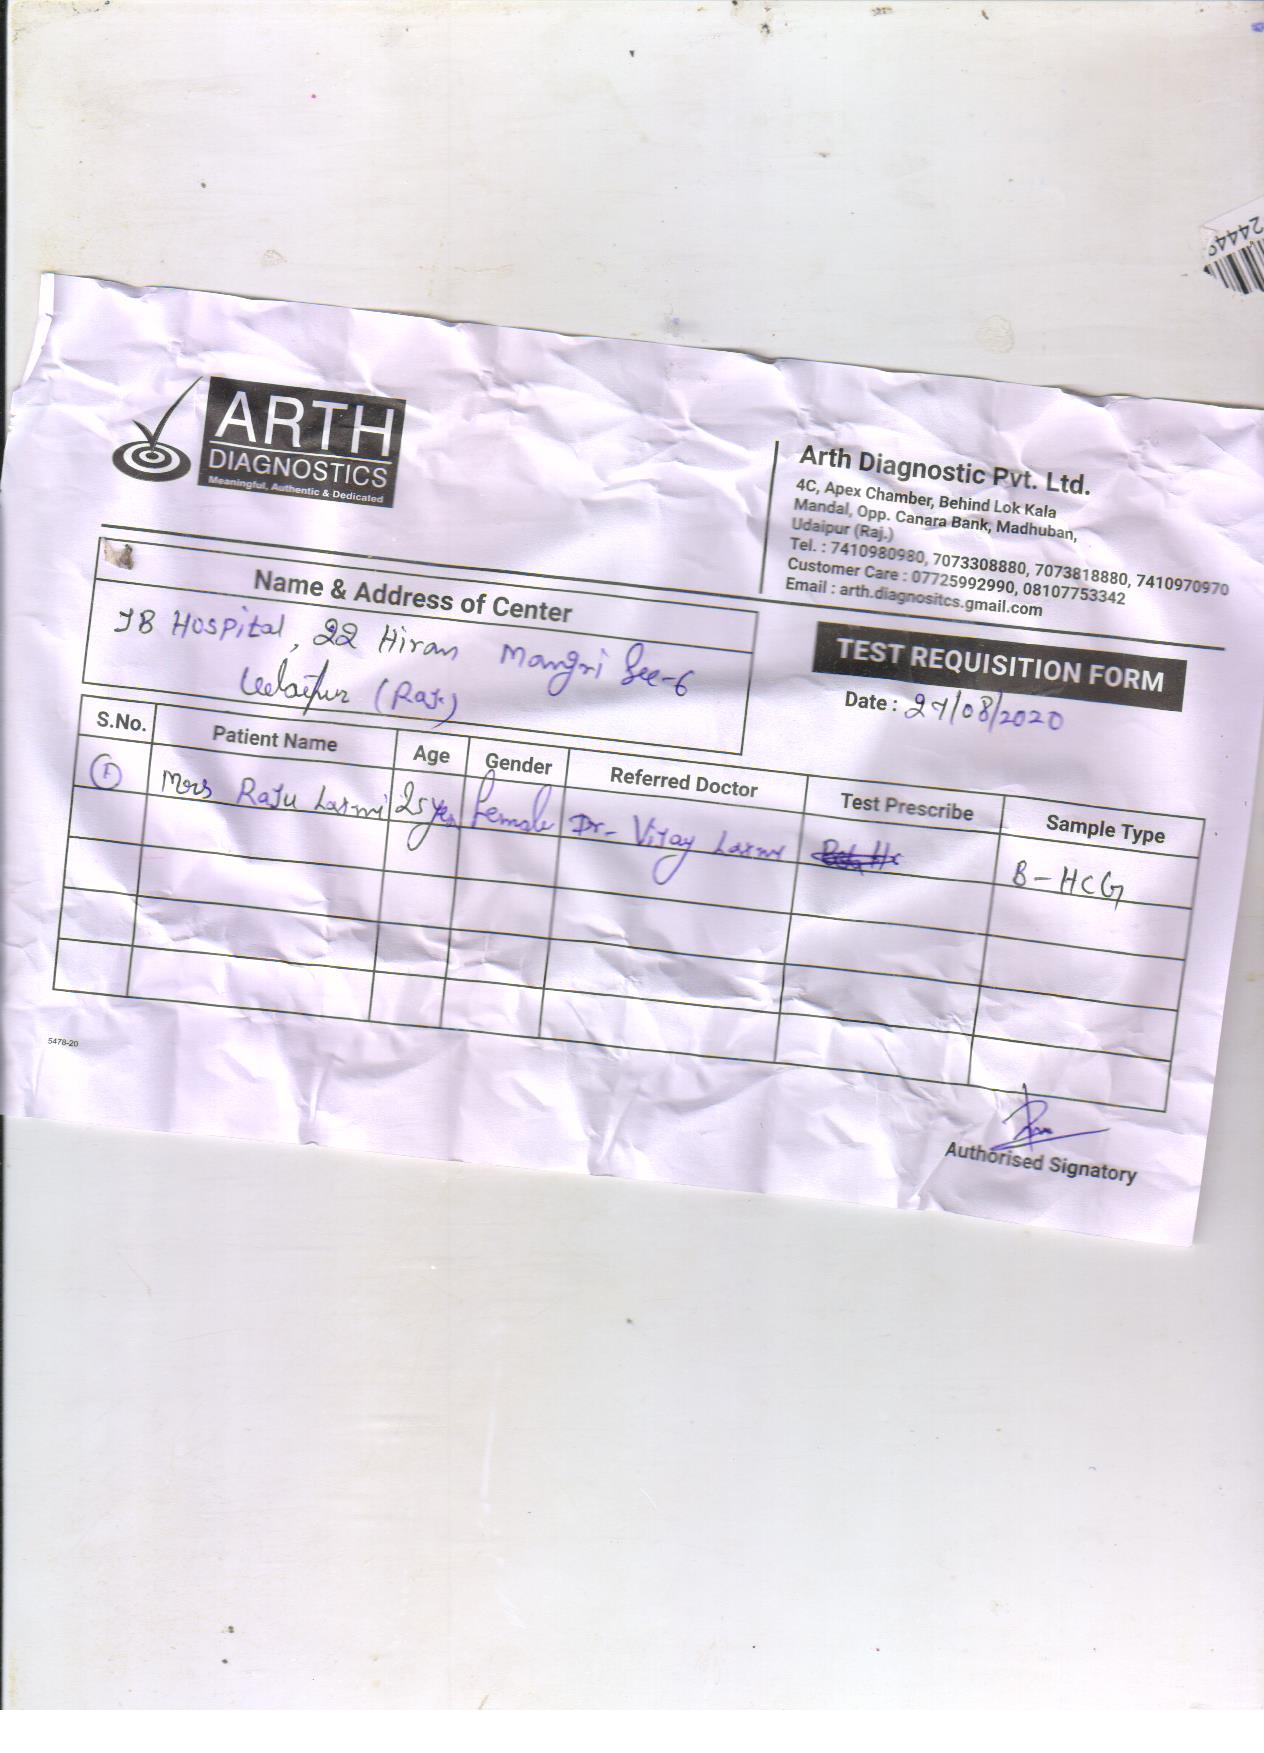 24449
ARTH
DIAGNOSTICS
Meaningful, Authentic & Dedicated
Arth Diagnostic Pvt. Ltd.
4C, Apex Chamber, Behind Lok Kala
Mandal, Opp. Canara Bank, Madhuban,
Udaipur (Raj.)
Tel. : 7410980980, 7073308880, 7073818880, 7410970970
Customer Care : 07725992990, 08107753342
Email : arth.diagnositcs.gmail.com
Name & Address of Center
JB Hospital, 22 Hiran Mangri Sec-6
Udaipur (Raj.)
TEST REQUISITION FORM
Date : 27/08/2020
S.No. Patient Name Age Gender Referred Doctor Test Prescribe Sample Type
1 Mrs Raju Laxmi 25 Female Dr- Vijay Laxmi B-HCG
5478-20
Authorised Signatory